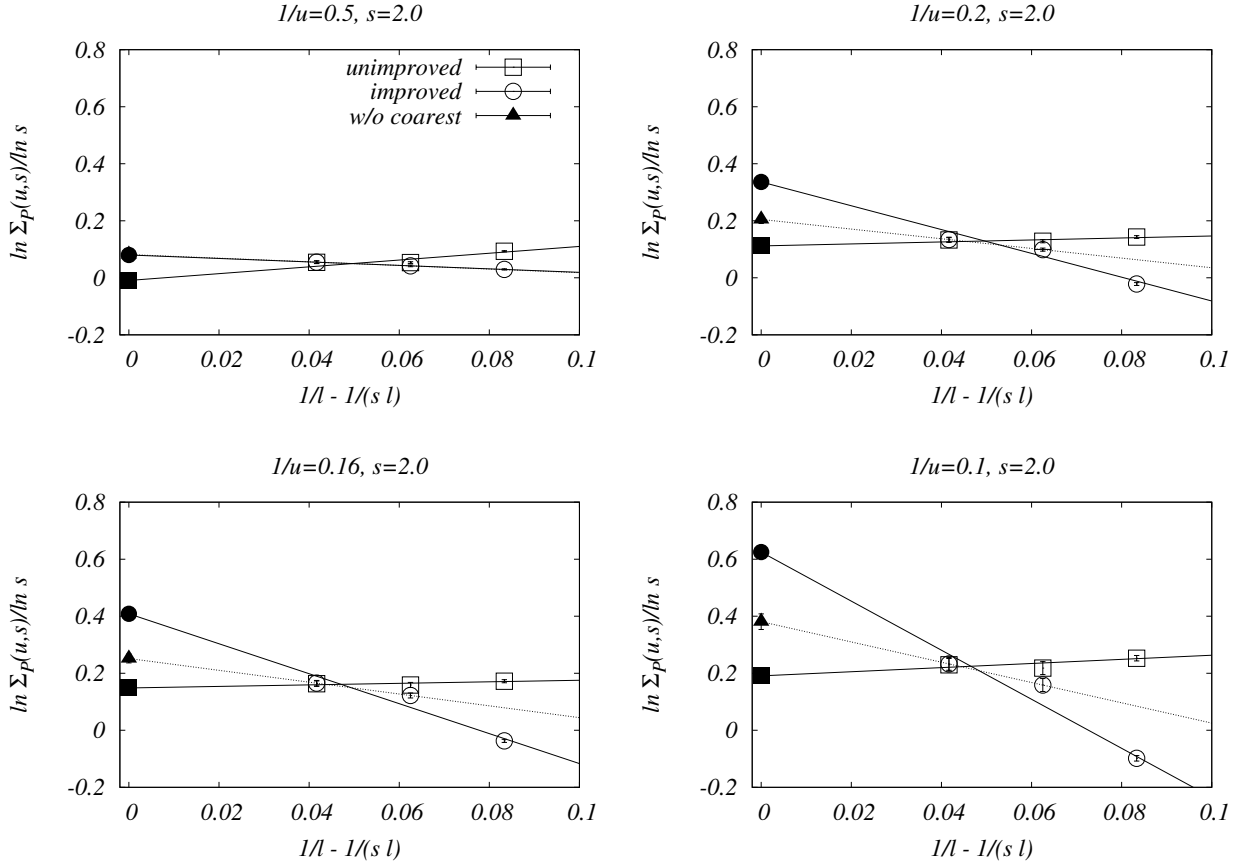 1/u=0.5, s=2.0
ln ΣP(u,s)/ln s
0.8
0.6
0.4
0.2
0
-0.2
unimproved
improved
w/o coarest
0 0.02 0.04 0.06 0.08 0.1
1/l - 1/(s l)
1/u=0.2, s=2.0
ln ΣP(u,s)/ln s
0.8
0.6
0.4
0.2
0
-0.2
0 0.02 0.04 0.06 0.08 0.1
1/l - 1/(s l)
1/u=0.16, s=2.0
ln ΣP(u,s)/ln s
0.8
0.6
0.4
0.2
0
-0.2
0 0.02 0.04 0.06 0.08 0.1
1/l - 1/(s l)
1/u=0.1, s=2.0
ln ΣP(u,s)/ln s
0.8
0.6
0.4
0.2
0
-0.2
0 0.02 0.04 0.06 0.08 0.1
1/l - 1/(s l)